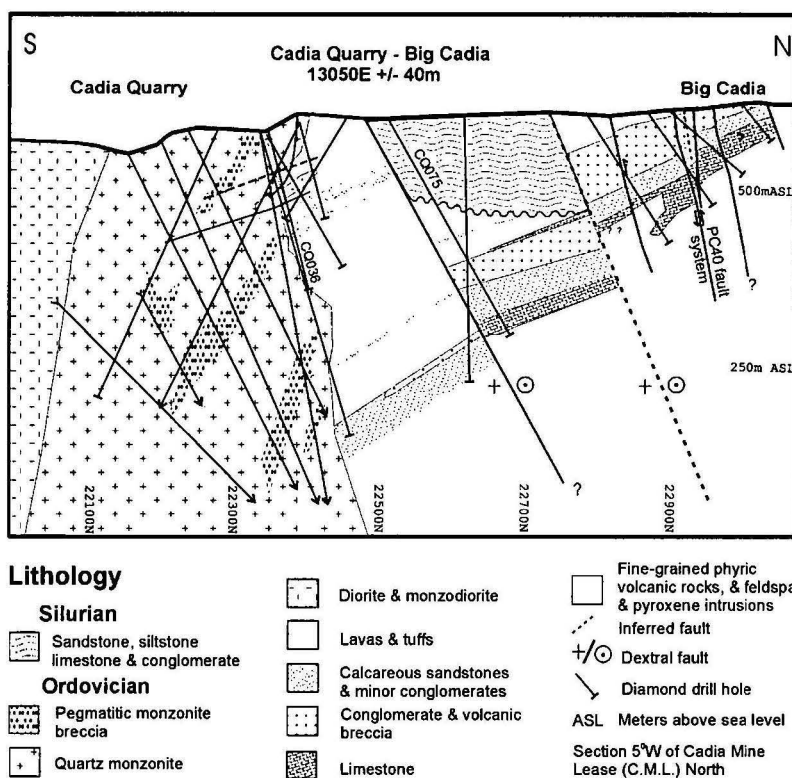 S
N
Cadia Quarry - Big Cadia
13050E +/- 40m
Cadia Quarry
Big Cadia
CQ075
CQ036
500mASL
PC40 fault
system
?
? ?
250m ASL
?
22100N
22300N
22500N
22700N
22900N
Lithology
Silurian
Sandstone, siltstone
limestone & conglomerate
Ordovician
Pegmatitic monzonite
breccia
Quartz monzonite
Diorite & monzodiorite
Lavas & tuffs
Calcareous sandstones
& minor conglomerates
Conglomerate & volcanic
breccia
Limestone
Fine-grained phyric
volcanic rocks, & feldspa
& pyroxene intrusions
Inferred fault
Dextral fault
Diamond drill hole
ASL Meters above sea level
Section 5°W of Cadia Mine
Lease (C.M.L.) North